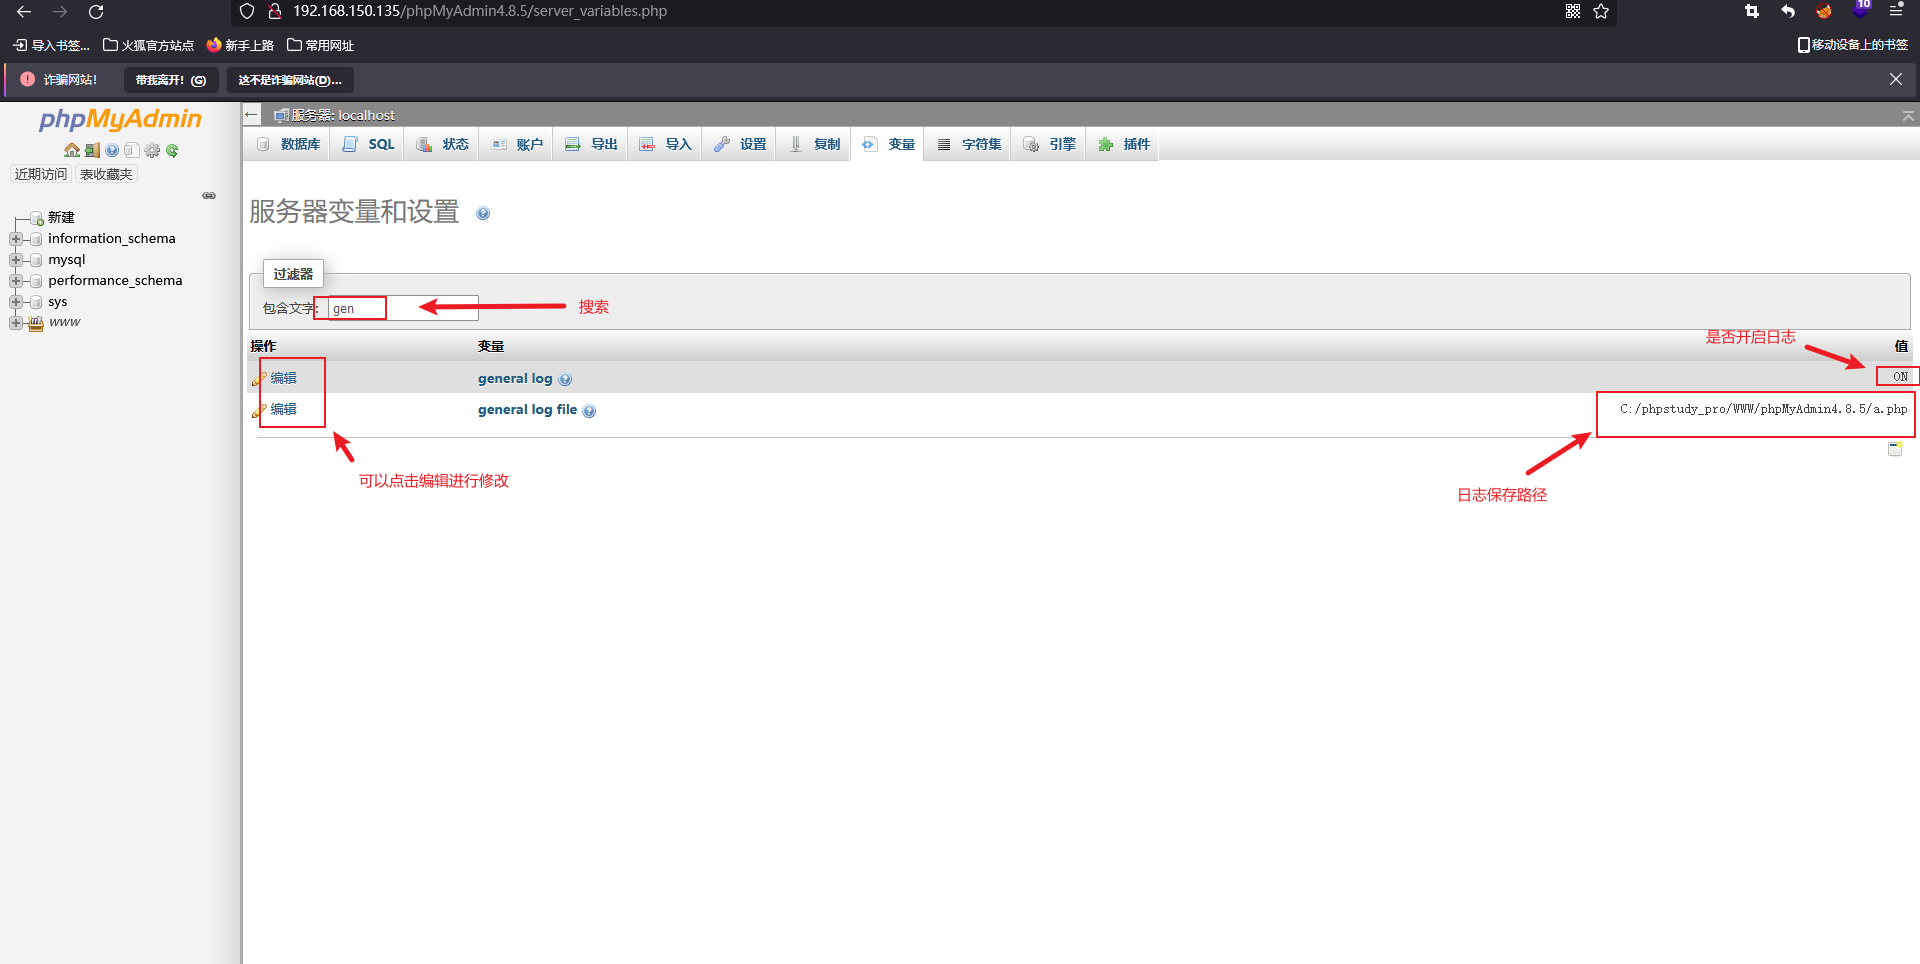 192.168.150.135/phpMyAdmin4.8.5/server_variables.php
10
导入书签... 火狐官方站点 新手上路 常用网址 移动设备上的书签
诈骗网站! 带我离开! (G) 这不是诈骗网站(D)...
phpMyAdmin
近期访问 表收藏夹
新建
information_schema
mysql
performance_schema
sys
www
服务器: localhost
数据库 SQL 状态 账户 导出 导入 设置 复制 变量 字符集 引擎 插件
服务器变量和设置
过滤器
包含文字: gen 搜索
是否开启日志
操作 变量 值
编辑 general log ON
编辑 general log file C:/phpstudy_pro/WWW/phpMyAdmin4.8.5/a.php
可以点击编辑进行修改
日志保存路径